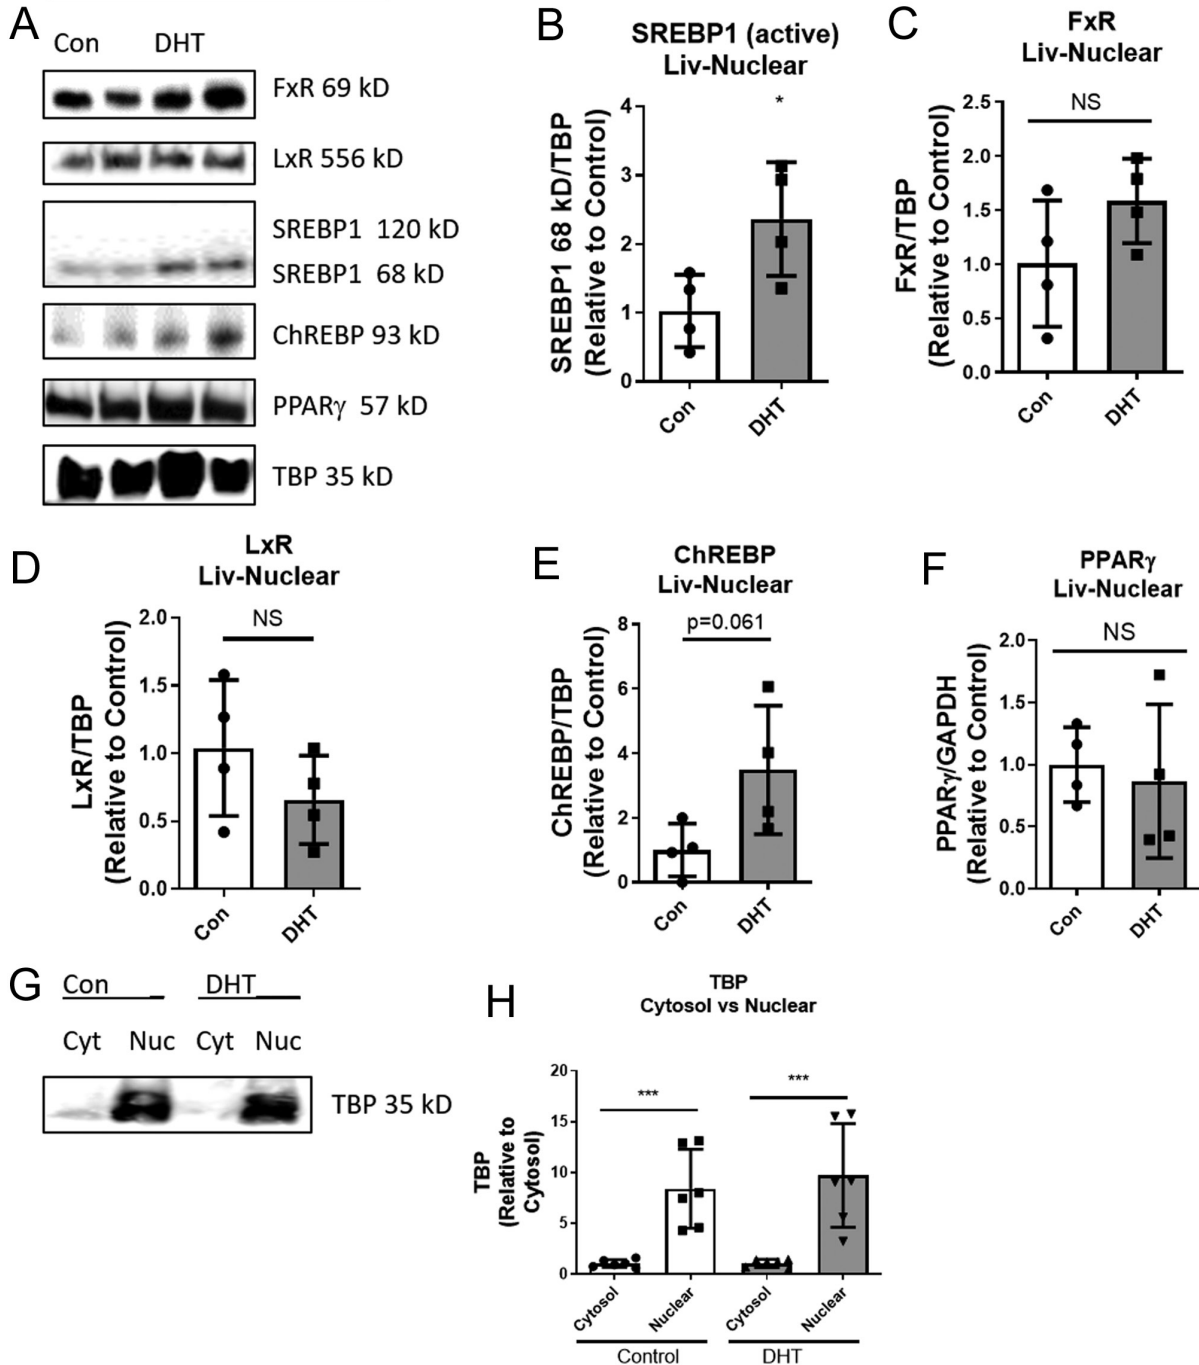 A
Con DHT
FxR 69 kD
LxR 556 kD
SREBP1 120 kD
SREBP1 68 kD
ChREBP 93 kD
PPARγ 57 kD
TBP 35 kD
B
SREBP1 (active)
Liv-Nuclear
SREBP1 68 kD/TBP
(Relative to Control)
4
3
2
1
0
*
Con
DHT
C
FxR
Liv-Nuclear
FxR/TBP
(Relative to Control)
2.5
2.0
1.5
1.0
0.5
0.0
NS
Con
DHT
D
LxR
Liv-Nuclear
LxR/TBP
(Relative to Control)
2.0
1.5
1.0
0.5
0.0
NS
Con
DHT
E
ChREBP
Liv-Nuclear
ChREBP/TBP
(Relative to Control)
8
6
4
2
0
p=0.061
Con
DHT
F
PPARγ
Liv-Nuclear
PPARγ/GAPDH
(Relative to Control)
2.0
1.5
1.0
0.5
0.0
NS
Con
DHT
G
Con DHT
Cyt Nuc Cyt Nuc
TBP 35 kD
H
TBP
Cytosol vs Nuclear
TBP
(Relative to
Cytosol)
20
15
10
5
0
***
***
Cytosol
Nuclear
Cytosol
Nuclear
Control
DHT